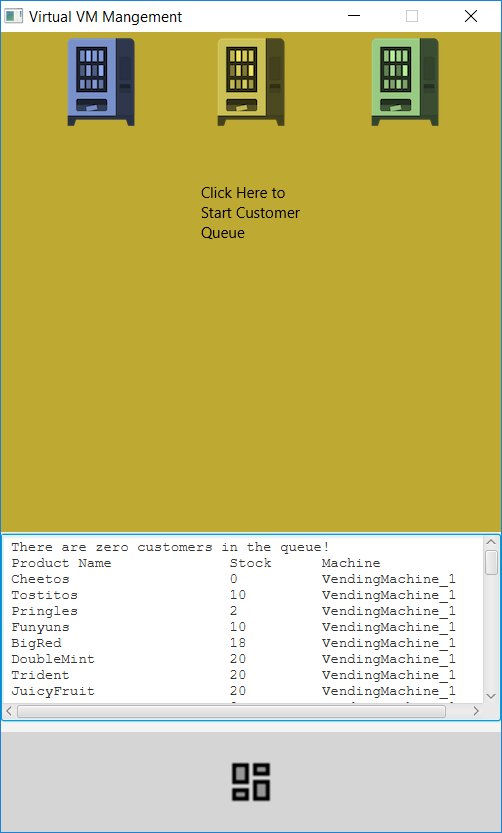 Virtual VM Mangement
Click Here to
Start Customer
Queue
There are zero customers in the queue!
Product Name Stock Machine
Cheetos 0 VendingMachine_1
Tostitos 10 VendingMachine_1
Pringles 2 VendingMachine_1
Funyuns 10 VendingMachine_1
BigRed 18 VendingMachine_1
DoubleMint 20 VendingMachine_1
Trident 20 VendingMachine_1
JuicyFruit 20 VendingMachine_1